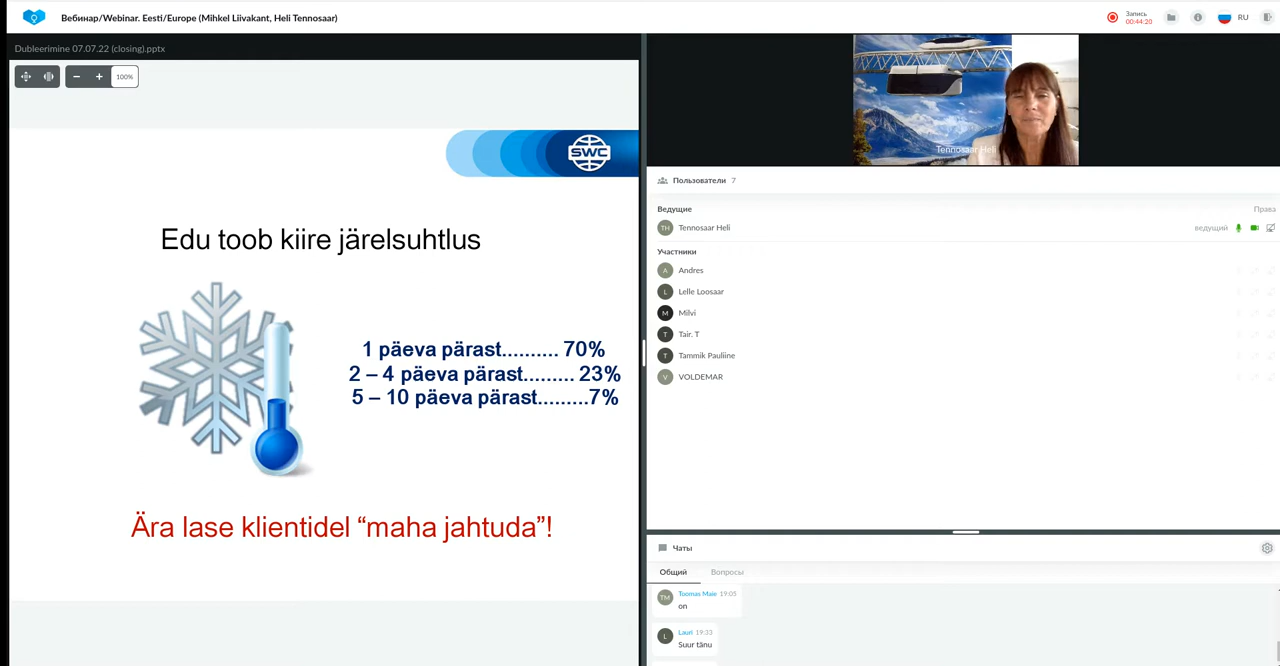 Вебинар/Webinar. Eesti/Europe (Mihkel Liivakant, Heli Tennosaar)
Запись
00:44:20
RU
Dubleerimine 07.07.22 (closing).pptx
100%
SWC
Edu toob kiire järelsuhtlus
1 päeva pärast.......... 70%
2 – 4 päeva pärast......... 23%
5 – 10 päeva pärast.........7%
Ära lase klientidel “maha jahtuda”!
Tennosaar Heli
Пользователи 7
Ведущие
Права
TH
Tennosaar Heli
ведущий
Участники
A
Andres
L
Lelle Loosaar
M
Milvi
T
Tair. T
T
Tammik Pauliine
V
VOLDEMAR
Чаты
Общий
Вопросы
TM
Toomas Maie 19:05
on
L
Lauri 19:33
Suur tänu